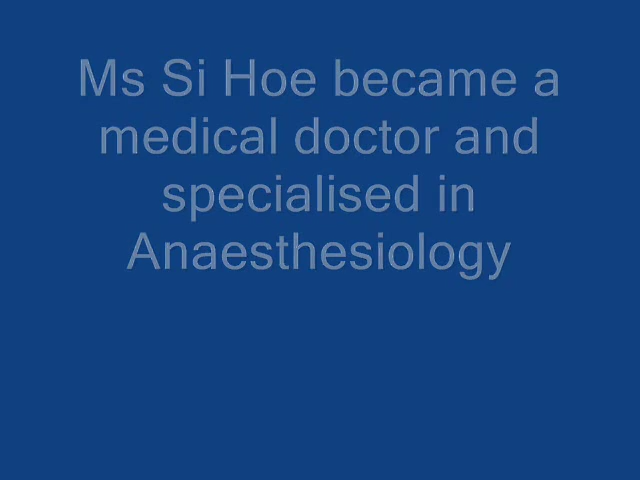 Ms Si Hoe became a
medical doctor and
specialised in
Anaesthesiology